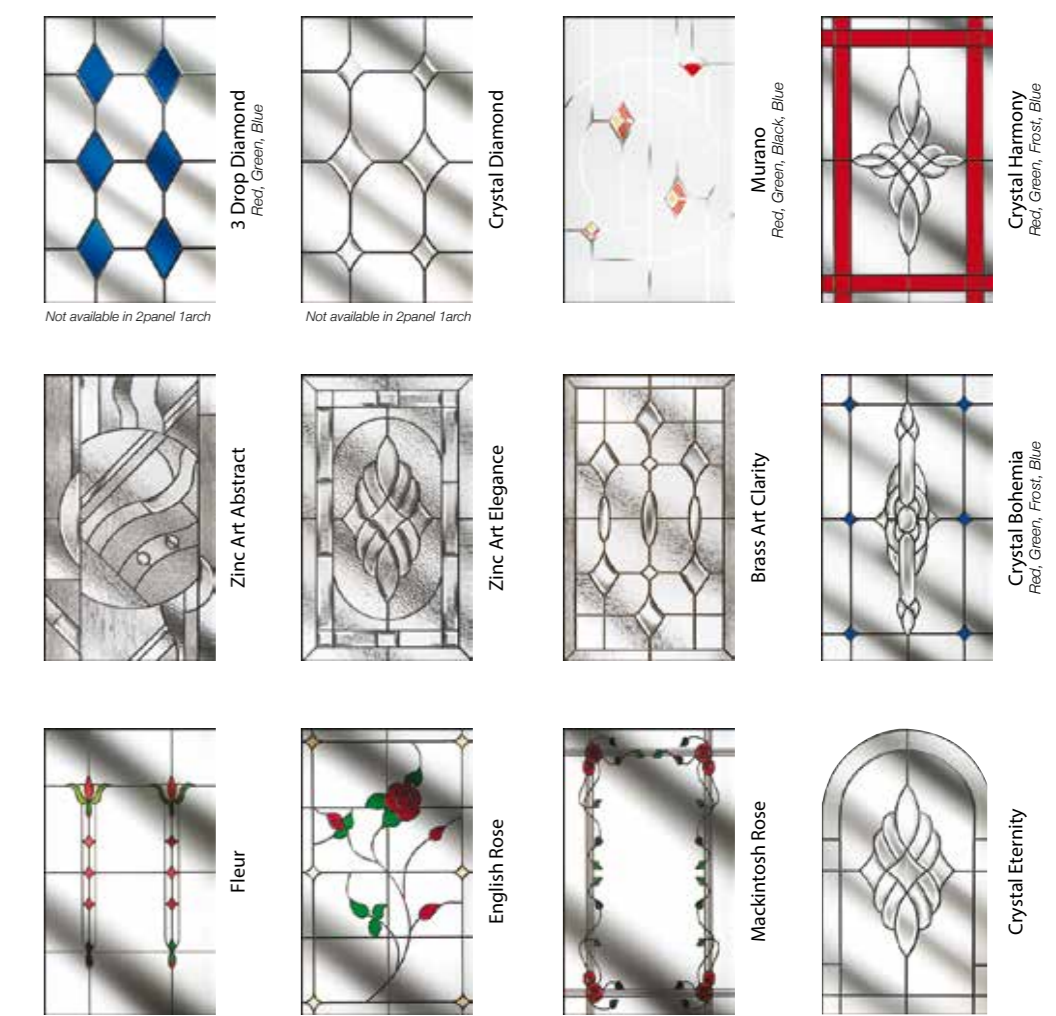 3 Drop Diamond
Red, Green, Blue
Not available in 2panel 1arch
Crystal Diamond
Not available in 2panel 1arch
Murano
Red, Green, Black, Blue
Crystal Harmony
Red, Green, Frost, Blue
Zinc Art Abstract
Zinc Art Elegance
Brass Art Clarity
Crystal Bohemia
Red, Green, Frost, Blue
Fleur
English Rose
Mackintosh Rose
Crystal Eternity